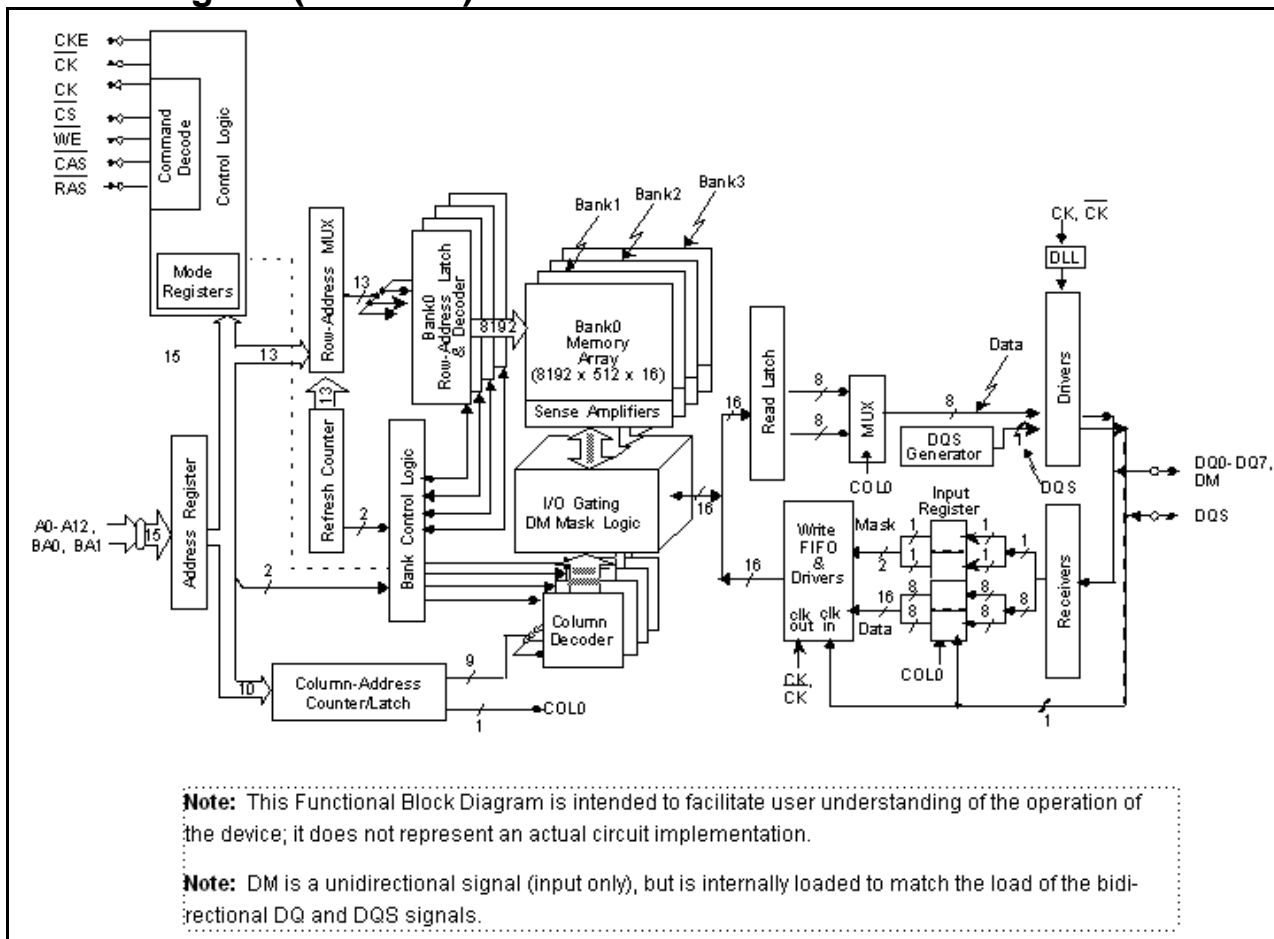 CKE
CK
CK
CS
WE
CAS
RAS
Command
Decode
Control Logic
Mode
Registers
15
13
Row-Address MUX
13
Refresh Counter
13
Bank0
Row-Address Latch
& Decoder
8192
Bank1
Bank2
Bank3
Bank0
Memory
Array
(8192 x 512 x 16)
Sense Amplifiers
I/O Gating
DM Mask Logic
2
Bank Control Logic
A0-A12,
BA0, BA1
15
Address Register
2
10
Column-Address
Counter/Latch
9
1
COL0
Column
Decoder
16
16
16
Read Latch
8
8
MUX
COL0
8
Data
DQS
Generator
1
DQS
CK, CK
DLL
Drivers
DQ0-DQ7,
DM
DQS
Input
Register
Write
FIFO
&
Drivers
clk clk
out in
CK,
CK
Mask
2
16
Data
1
1
8
8
1
1
8
8
1
8
COL0
Receivers
1
Note: This Functional Block Diagram is intended to facilitate user understanding of the operation of
the device; it does not represent an actual circuit implementation.
Note: DM is a unidirectional signal (input only), but is internally loaded to match the load of the bidi-
rectional DQ and DQS signals.